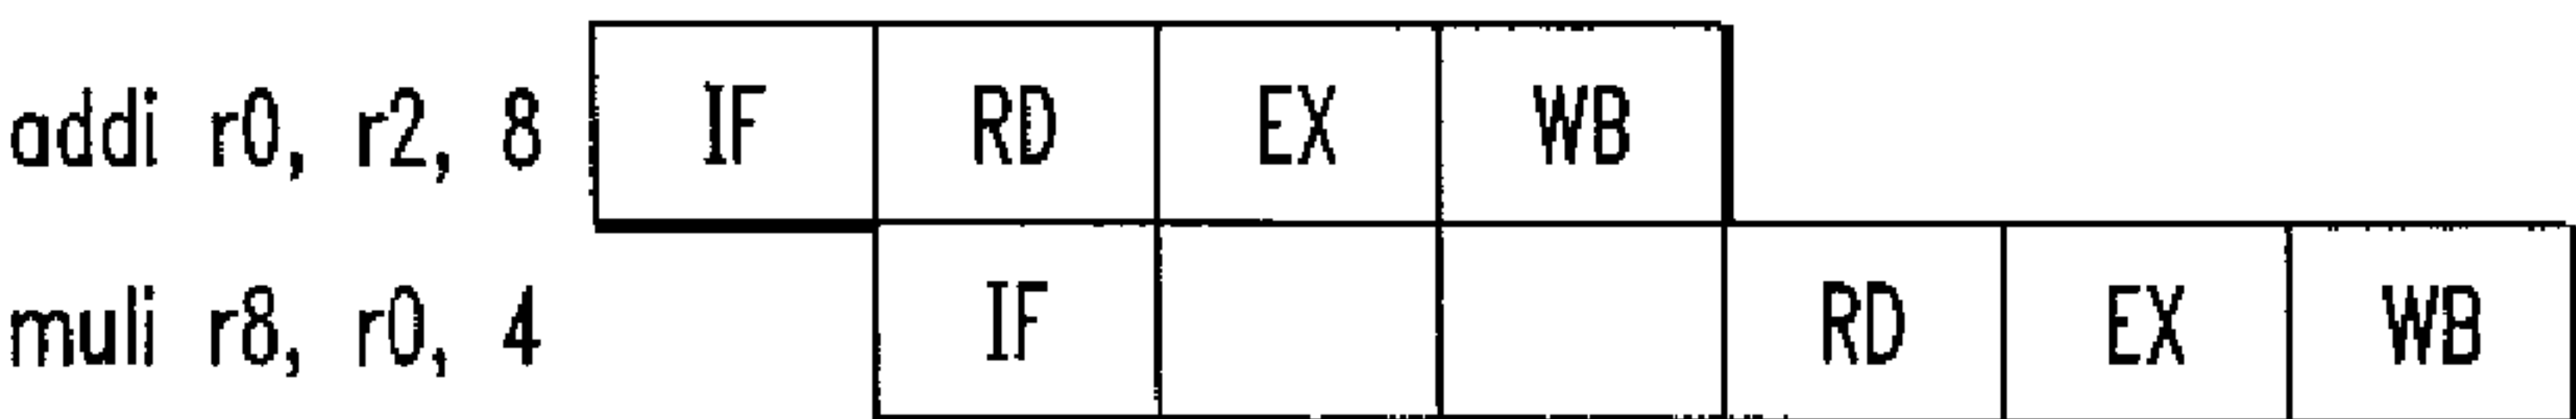 addi r0, r2, 8 IF RD EX WB
muli r8, r0, 4 IF RD EX WB